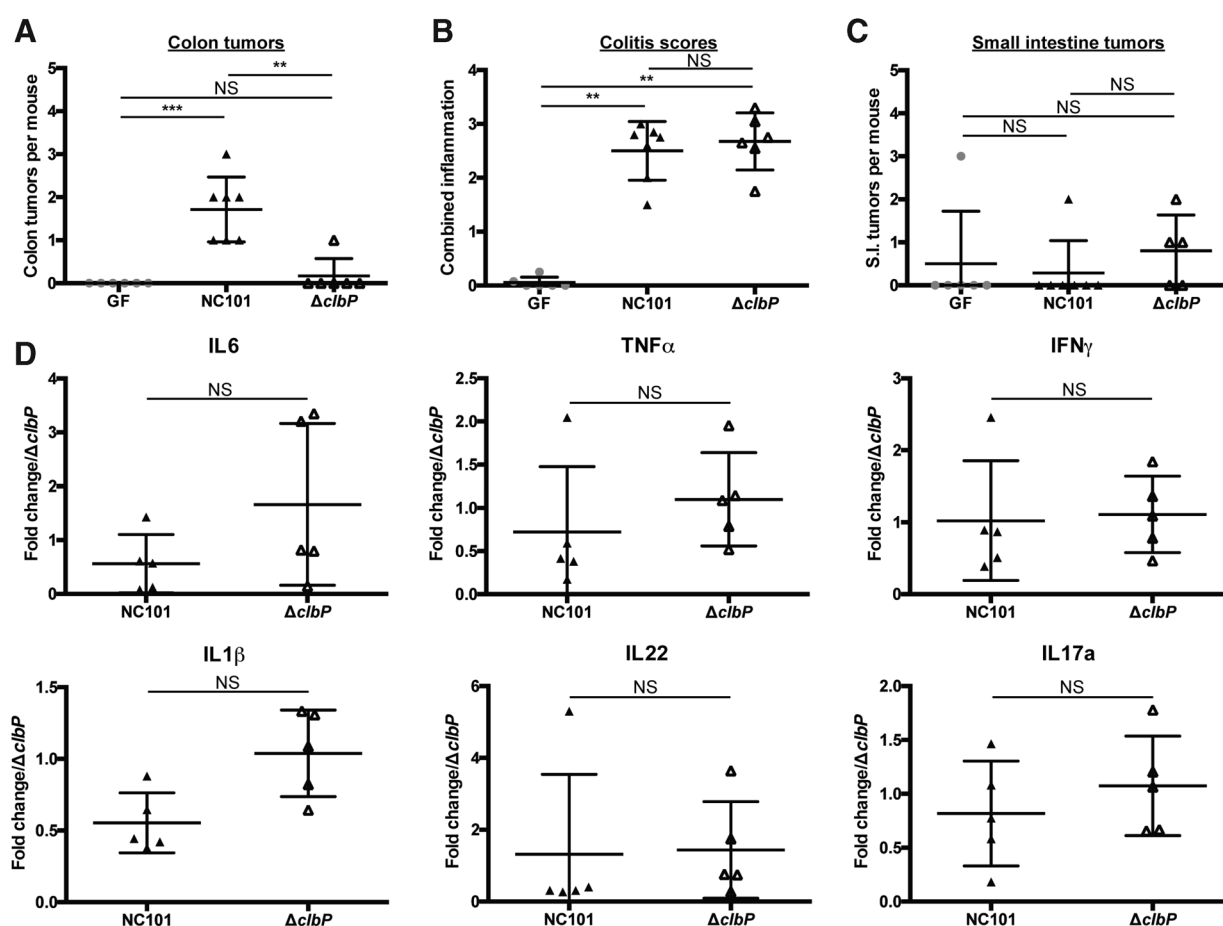 A
Colon tumors
Colon tumors per mouse
5
4
3
2
1
0
**
NS
***
GF
NC101
ΔclbP
B
Colitis scores
Combined inflammation
4
3
2
1
0
NS
**
**
GF
NC101
ΔclbP
C
Small intestine tumors
S.I. tumors per mouse
5
4
3
2
1
0
NS
NS
NS
GF
NC101
ΔclbP
D
IL6
Fold change/ΔclbP
4
3
2
1
0
NS
NC101
ΔclbP
TNFα
Fold change/ΔclbP
2.5
2.0
1.5
1.0
0.5
0.0
NS
NC101
ΔclbP
IFNγ
Fold change/ΔclbP
3
2
1
0
NS
NC101
ΔclbP
IL1β
Fold change/ΔclbP
1.5
1.0
0.5
0.0
NS
NC101
ΔclbP
IL22
Fold change/ΔclbP
6
4
2
0
NS
NC101
ΔclbP
IL17a
Fold change/ΔclbP
2.0
1.5
1.0
0.5
0.0
NS
NC101
ΔclbP